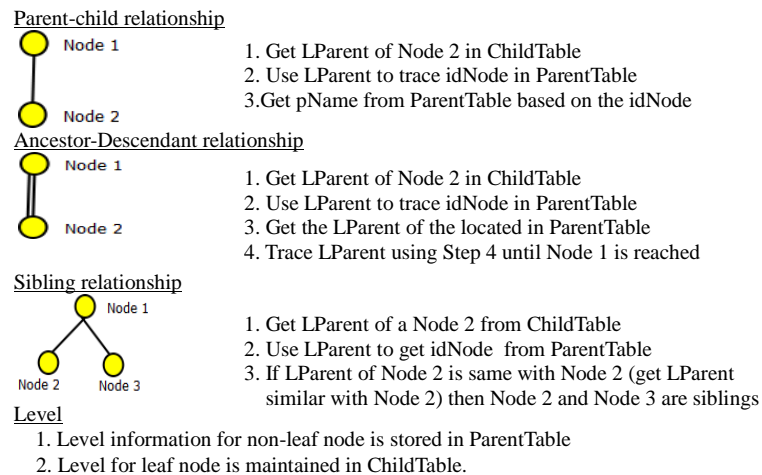 Parent-child relationship
Node 1
1. Get LParent of Node 2 in ChildTable
2. Use LParent to trace idNode in ParentTable
3.Get pName from ParentTable based on the idNode
Node 2
Ancestor-Descendant relationship
Node 1
1. Get LParent of Node 2 in ChildTable
2. Use LParent to trace idNode in ParentTable
3. Get the LParent of the located in ParentTable
4. Trace LParent using Step 4 until Node 1 is reached
Node 2
Sibling relationship
Node 1
1. Get LParent of a Node 2 from ChildTable
2. Use LParent to get idNode from ParentTable
3. If LParent of Node 2 is same with Node 2 (get LParent
similar with Node 2) then Node 2 and Node 3 are siblings
Node 2 Node 3
Level
1. Level information for non-leaf node is stored in ParentTable
2. Level for leaf node is maintained in ChildTable.